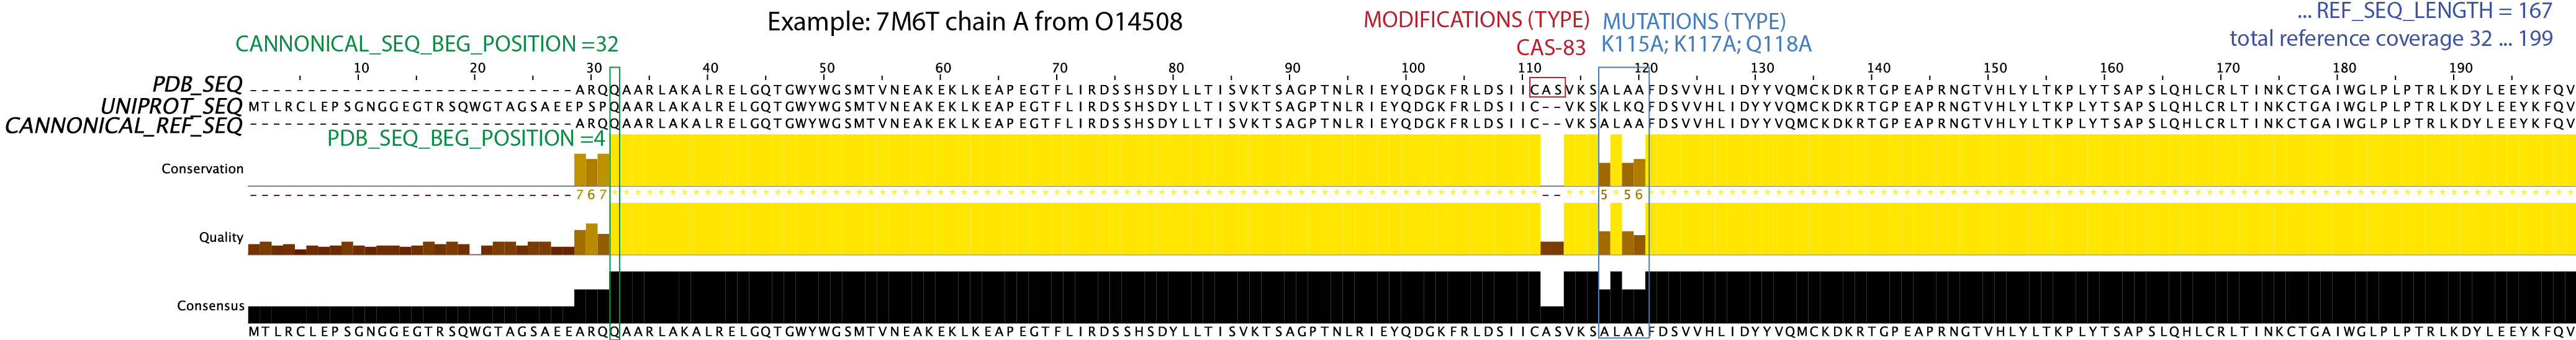 Example: 7M6T chain A from O14508
MODIFICATIONS (TYPE)
CAS-83
MUTATIONS (TYPE)
K115A; K117A; Q118A
... REF_SEQ_LENGTH = 167
total reference coverage 32 ... 199
CANNONICAL_SEQ_BEG_POSITION =32
10 20 30 40 50 60 70 80 90 100 110 120 130 140 150 160 170 180 190
PDB_SEQ ----------------------------ARQQAARLAKALRELGQTGWYWGSMTVNEAKEKLKEAPEGTFLIRDSSHSDYLLTISVKTSAGPTNLRIEYQDGKFRLDSIICASVKSALAAFDSVVHLIDYYVQMCKDKRTGPEAPRNGTVHLYLTKPLYTSAPSLQHLCRLTINKCTGAIWGLPLPTRLKDYLEEYKFQV
UNIPROT_SEQ MTLRCLEPSGNGGEGTRSQWGTAGSAEEPSPQAARLAKALRELGQTGWYWGSMTVNEAKEKLKEAPEGTFLIRDSSHSDYLLTISVKTSAGPTNLRIEYQDGKFRLDSIIC--VKSKLKQFDSVVHLIDYYVQMCKDKRTGPEAPRNGTVHLYLTKPLYTSAPSLQHLCRLTINKCTGAIWGLPLPTRLKDYLEEYKFQV
CANNONICAL_REF_SEQ ----------------------------ARQQAARLAKALRELGQTGWYWGSMTVNEAKEKLKEAPEGTFLIRDSSHSDYLLTISVKTSAGPTNLRIEYQDGKFRLDSIIC--VKSALAAFDSVVHLIDYYVQMCKDKRTGPEAPRNGTVHLYLTKPLYTSAPSLQHLCRLTINKCTGAIWGLPLPTRLKDYLEEYKFQV
PDB_SEQ_BEG_POSITION =4
Conservation
----------------------------767 -- 5 56
Quality
Consensus
MTLRCLEPSGNGGEGTRSQWGTAGSAEEARQQAARLAKALRELGQTGWYWGSMTVNEAKEKLKEAPEGTFLIRDSSHSDYLLTISVKTSAGPTNLRIEYQDGKFRLDSIICASVKSALAAFDSVVHLIDYYVQMCKDKRTGPEAPRNGTVHLYLTKPLYTSAPSLQHLCRLTINKCTGAIWGLPLPTRLKDYLEEYKFQV